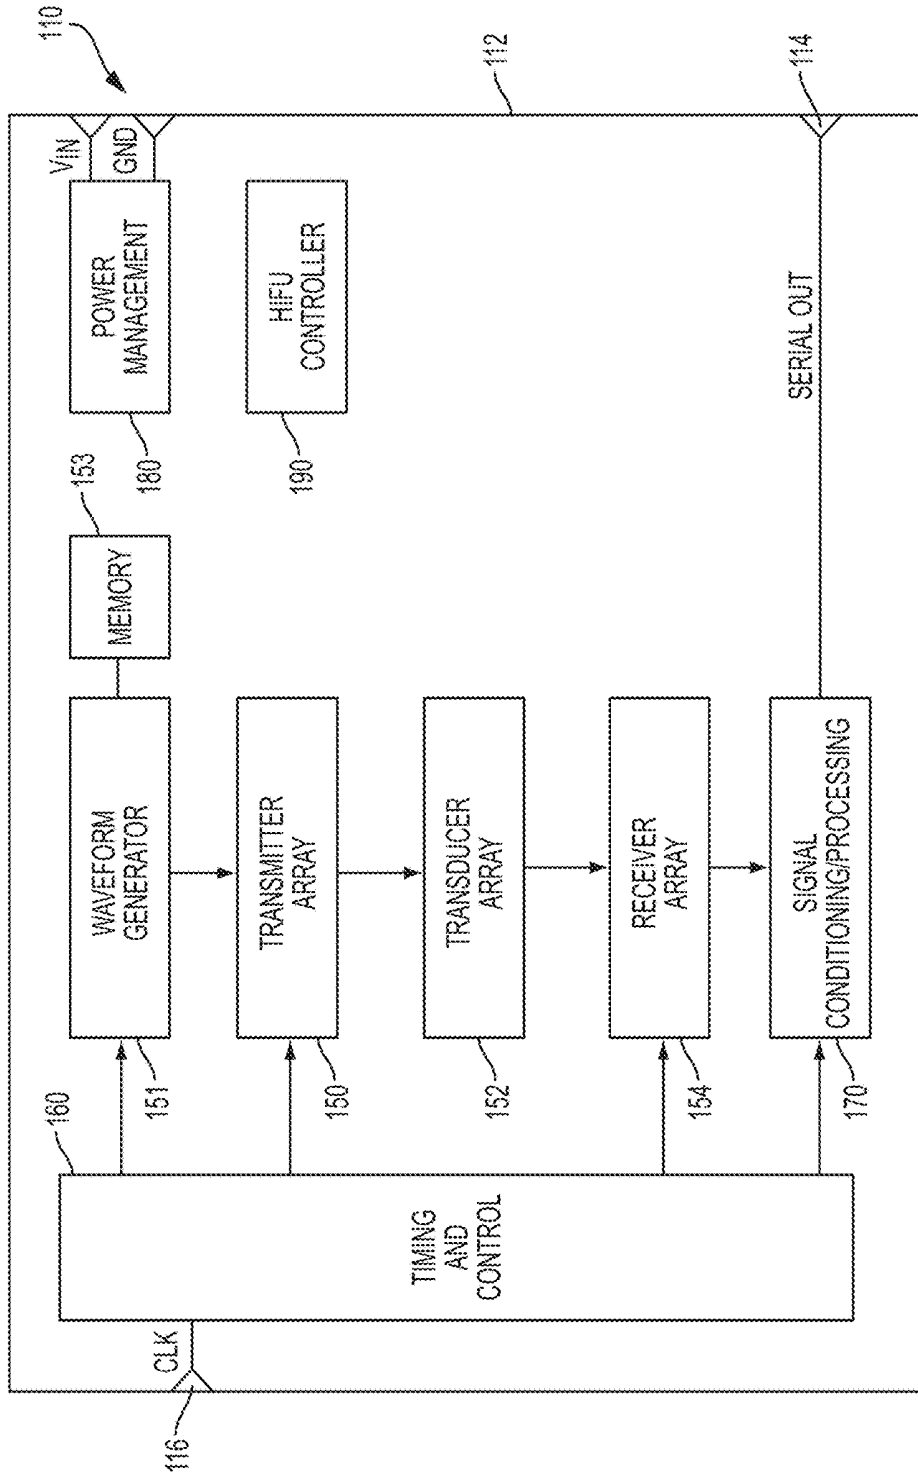 110
112
114
116
CLK
160
TIMING
AND
CONTROL
151
WAVEFORM
GENERATOR
150
TRANSMITTER
ARRAY
152
TRANSDUCER
ARRAY
154
RECEIVER
ARRAY
170
SIGNAL
CONDITIONING/PROCESSING
153
MEMORY
180
POWER
MANAGEMENT
VIN
GND
190
HIFU
CONTROLLER
SERIAL OUT